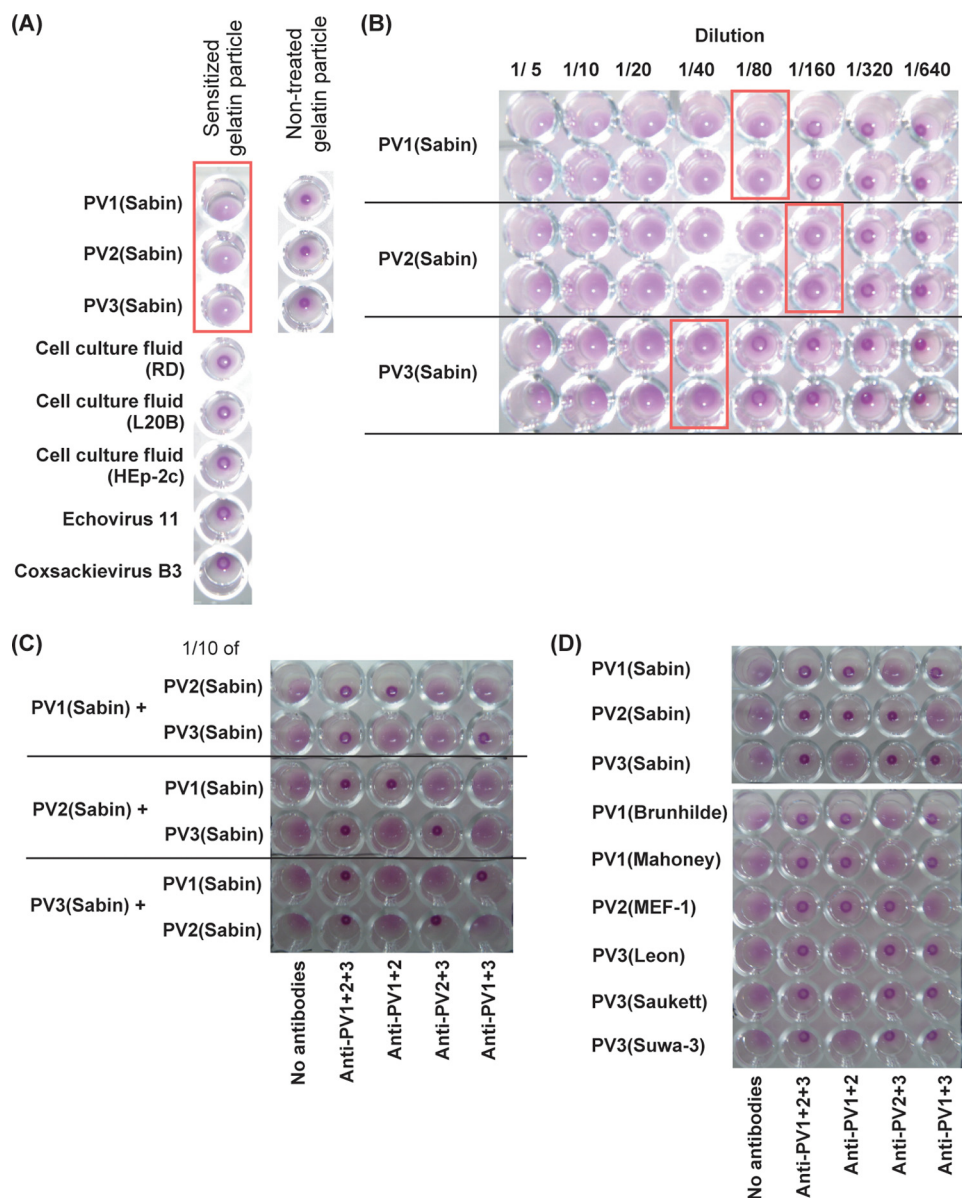 (A)
Sensitized
gelatin particle
Non-treated
gelatin particle
PV1(Sabin)
PV2(Sabin)
PV3(Sabin)
Cell culture fluid
(RD)
Cell culture fluid
(L20B)
Cell culture fluid
(HEp-2c)
Echovirus 11
Coxsackievirus B3
(B)
Dilution
1/ 5 1/10 1/20 1/40 1/80 1/160 1/320 1/640
PV1(Sabin)
PV2(Sabin)
PV3(Sabin)
(C)
1/10 of
PV1(Sabin) +
PV2(Sabin)
PV3(Sabin)
PV2(Sabin) +
PV1(Sabin)
PV3(Sabin)
PV3(Sabin) +
PV1(Sabin)
PV2(Sabin)
No antibodies
Anti-PV1+2+3
Anti-PV1+2
Anti-PV2+3
Anti-PV1+3
(D)
PV1(Sabin)
PV2(Sabin)
PV3(Sabin)
PV1(Brunhilde)
PV1(Mahoney)
PV2(MEF-1)
PV3(Leon)
PV3(Saukett)
PV3(Suwa-3)
No antibodies
Anti-PV1+2+3
Anti-PV1+2
Anti-PV2+3
Anti-PV1+3